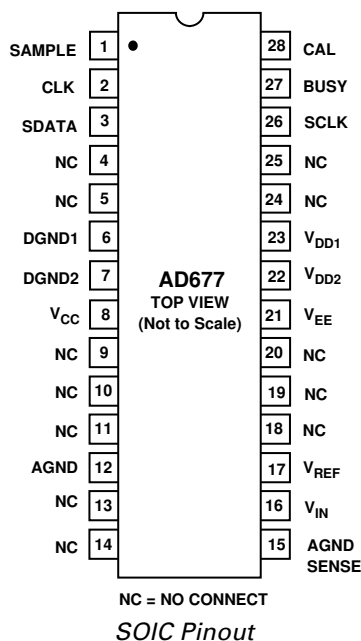 SAMPLE 1 28 CAL
CLK 2 27 BUSY
SDATA 3 26 SCLK
NC 4 25 NC
NC 5 24 NC
DGND1 6 23 VDD1
DGND2 7 22 VDD2
VCC 8 21 VEE
NC 9 20 NC
NC 10 19 NC
NC 11 18 NC
AGND 12 17 VREF
NC 13 16 VIN
NC 14 15 AGND SENSE
AD677
TOP VIEW
(Not to Scale)
NC = NO CONNECT
SOIC Pinout